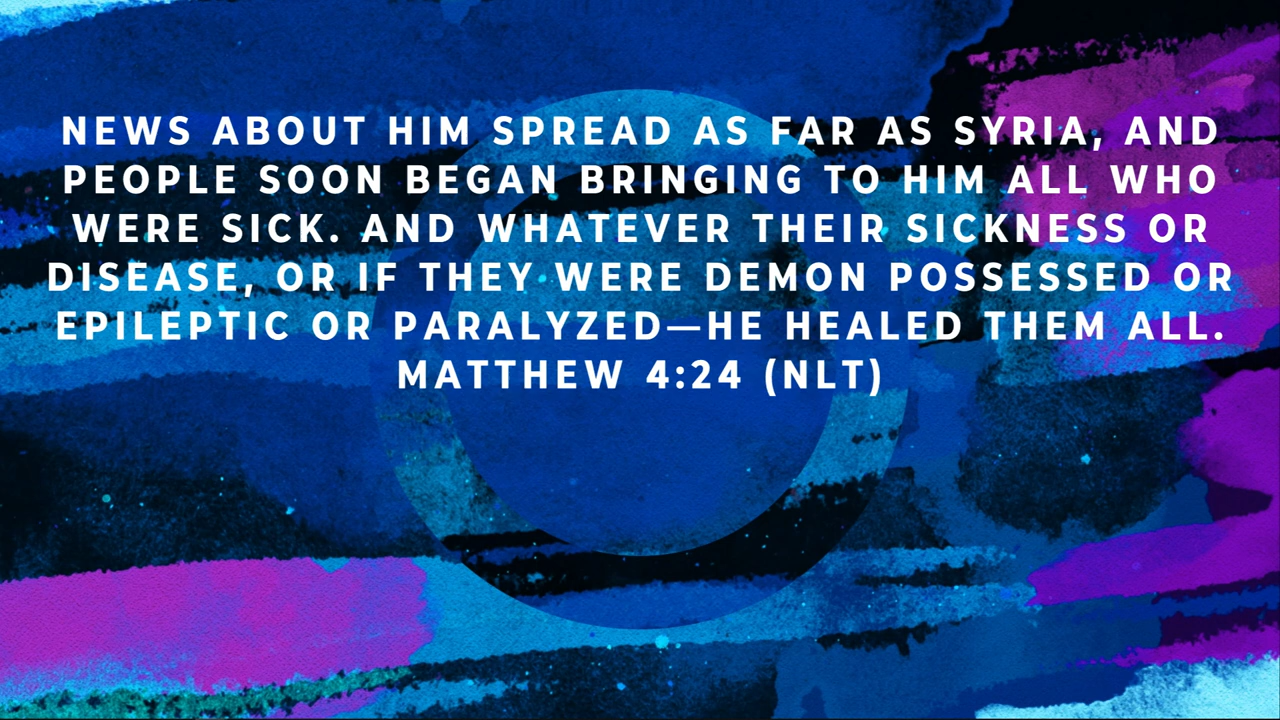 NEWS ABOUT HIM SPREAD AS FAR AS SYRIA, AND
PEOPLE SOON BEGAN BRINGING TO HIM ALL WHO
WERE SICK. AND WHATEVER THEIR SICKNESS OR
DISEASE, OR IF THEY WERE DEMON POSSESSED OR
EPILEPTIC OR PARALYZED—HE HEALED THEM ALL.
MATTHEW 4:24 (NLT)